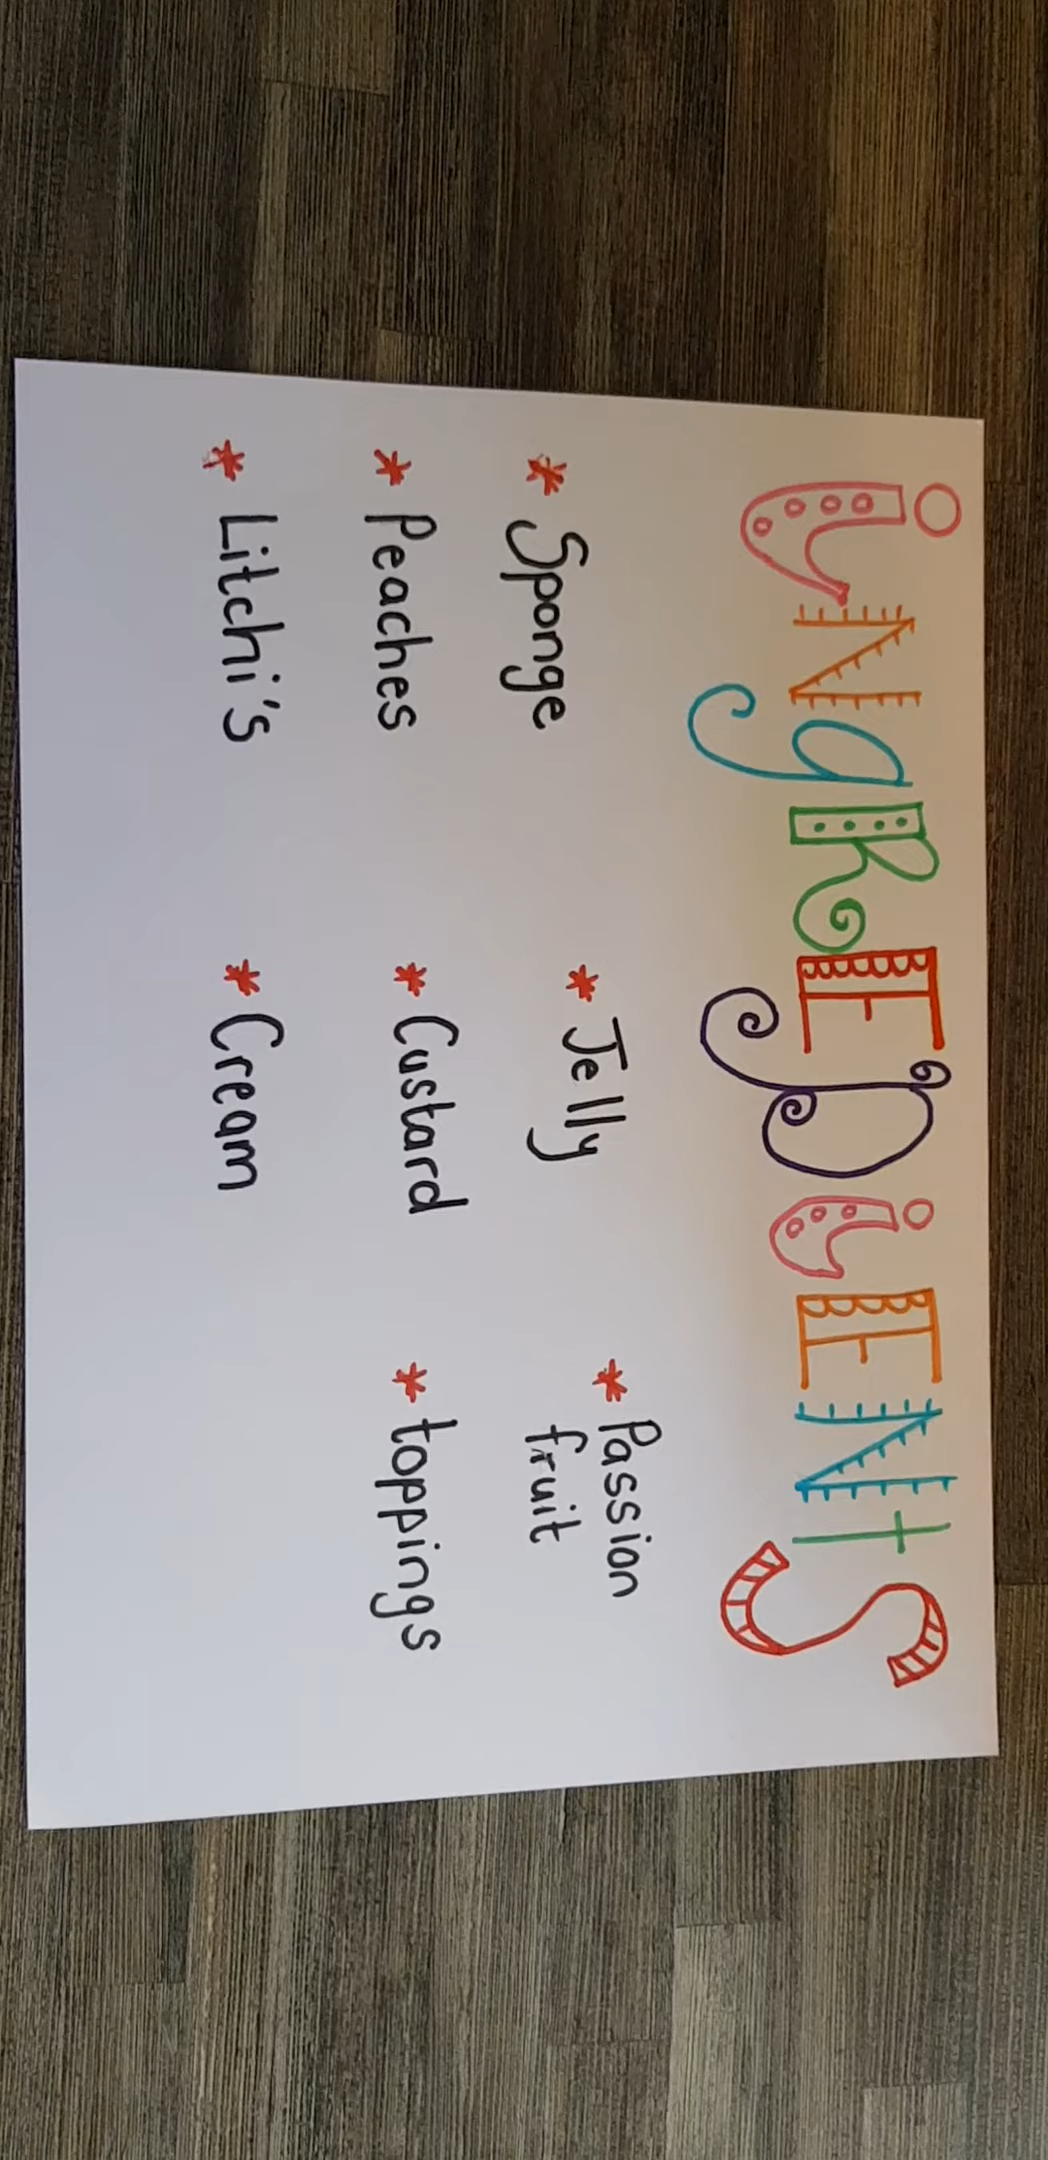 iNgREDiENtS
* Sponge
* Peaches
* Litchi's
* Jelly
* Custard
* Cream
* Passion
fruit
* toppings